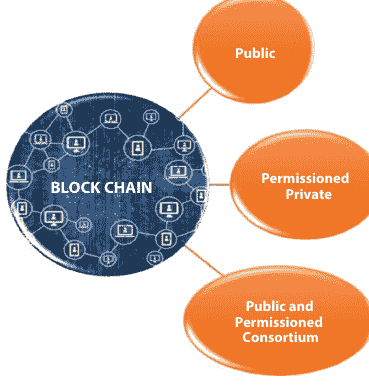 Public
BLOCK CHAIN
Permissioned
Private
Public and
Permissioned
Consortium